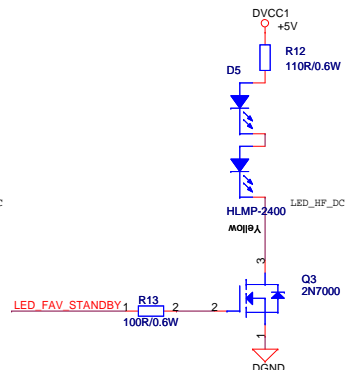 DVCC1
+5V
R12
110R/0.6W
D5
C
HLMP-2400
LED_HF_DC
Yellow
3
Q3
2N7000
LED_FAV_STANDBY
1
R13
2
2
100R/0.6W
1
DGND